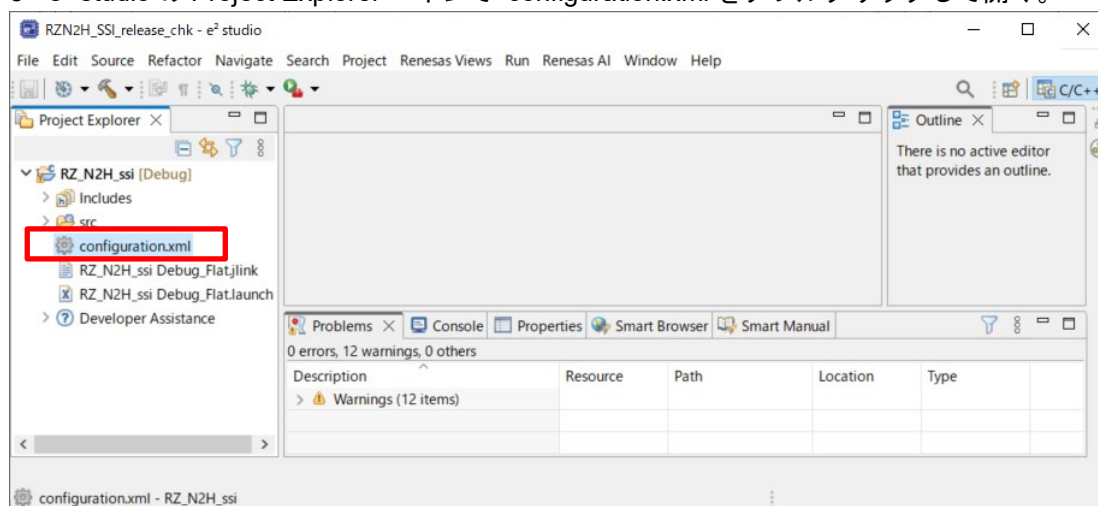 RZN2H_SSI_release_chk - e² studio
File Edit Source Refactor Navigate Search Project Renesas Views Run Renesas AI Window Help
C/C++
Project Explorer
Outline
There is no active editor
that provides an outline.
RZ_N2H_ssi [Debug]
Includes
src
configuration.xml
RZ_N2H_ssi Debug_Flat.jlink
RZ_N2H_ssi Debug_Flat.launch
Developer Assistance
Problems Console Properties Smart Browser Smart Manual
0 errors, 12 warnings, 0 others
Description Resource Path Location Type
Warnings (12 items)
configuration.xml - RZ_N2H_ssi